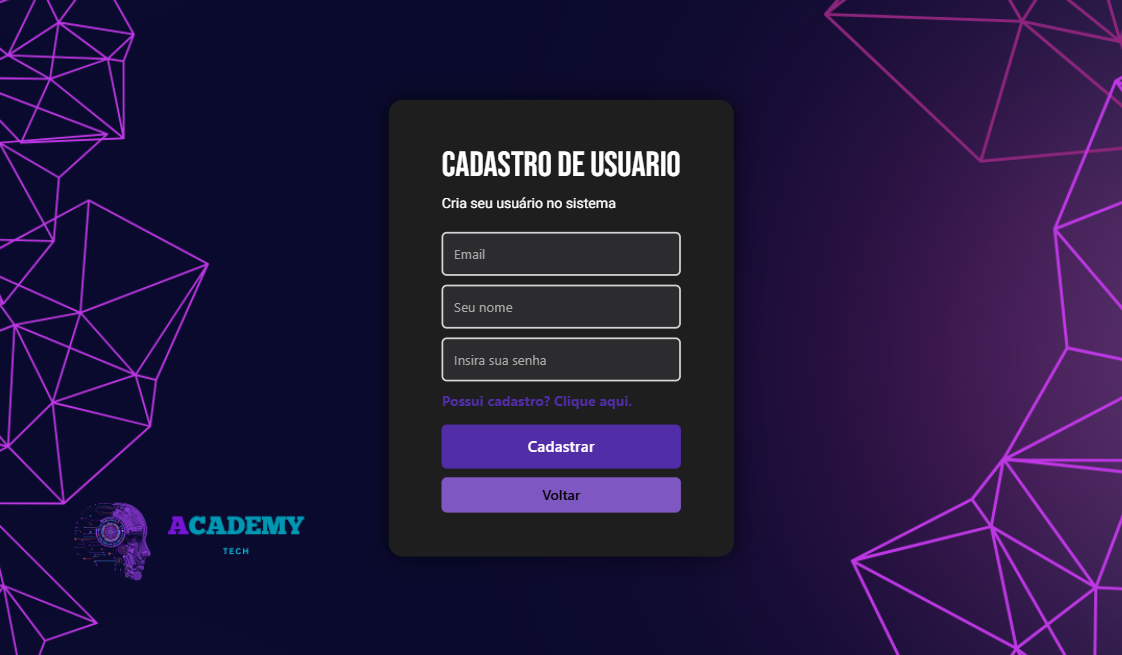 CADASTRO DE USUARIO
Cria seu usuário no sistema
Email
Seu nome
Insira sua senha
Possui cadastro? Clique aqui.
Cadastrar
Voltar
ACADEMY
TECH